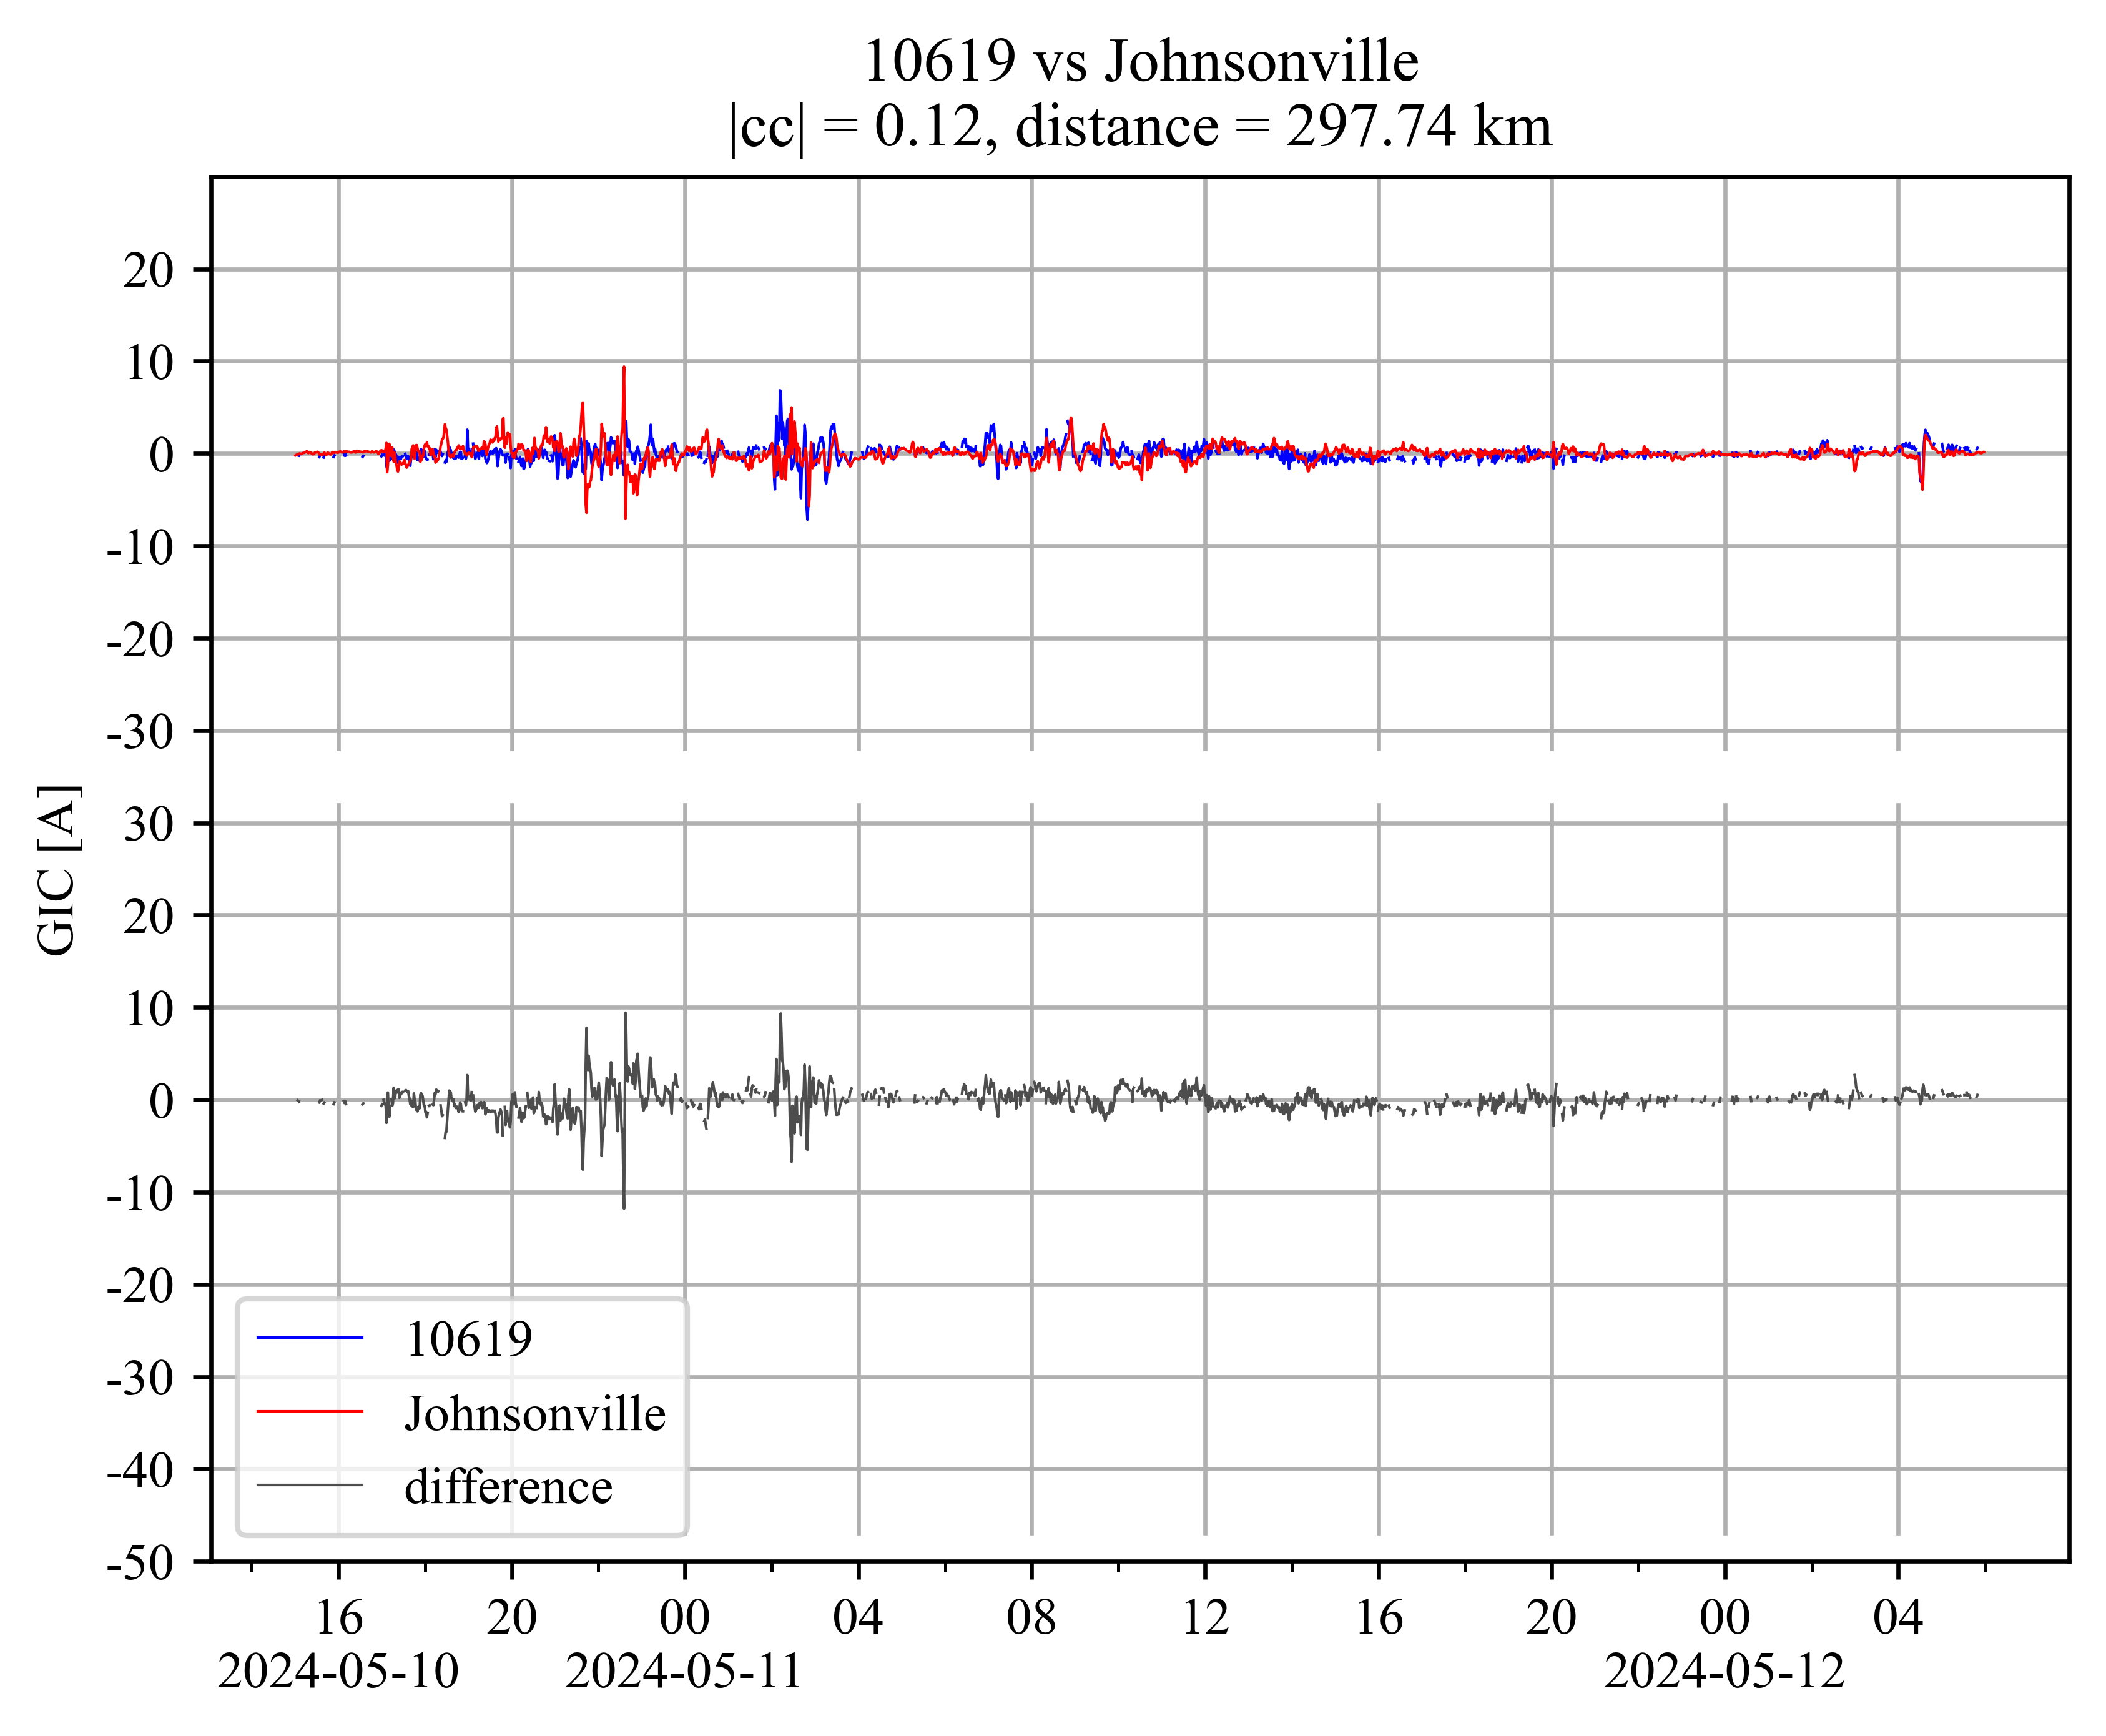 10619 vs Johnsonville
|cc| = 0.12, distance = 297.74 km
GIC [A]
20
10
0
-10
-20
-30
30
20
10
0
-10
-20
-30
-40
-50
10619
Johnsonville
difference
16 20 00 04 08 12 16 20 00 04
2024-05-10 2024-05-11 2024-05-12